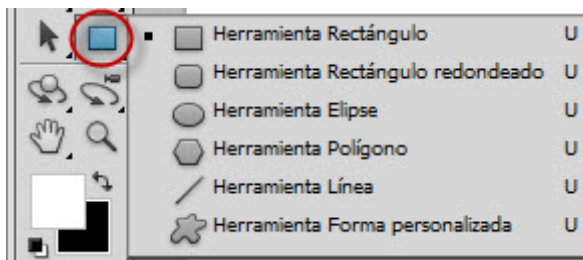 Herramienta Rectángulo U
Herramienta Rectángulo redondeado U
Herramienta Elipse U
Herramienta Polígono U
Herramienta Línea U
Herramienta Forma personalizada U